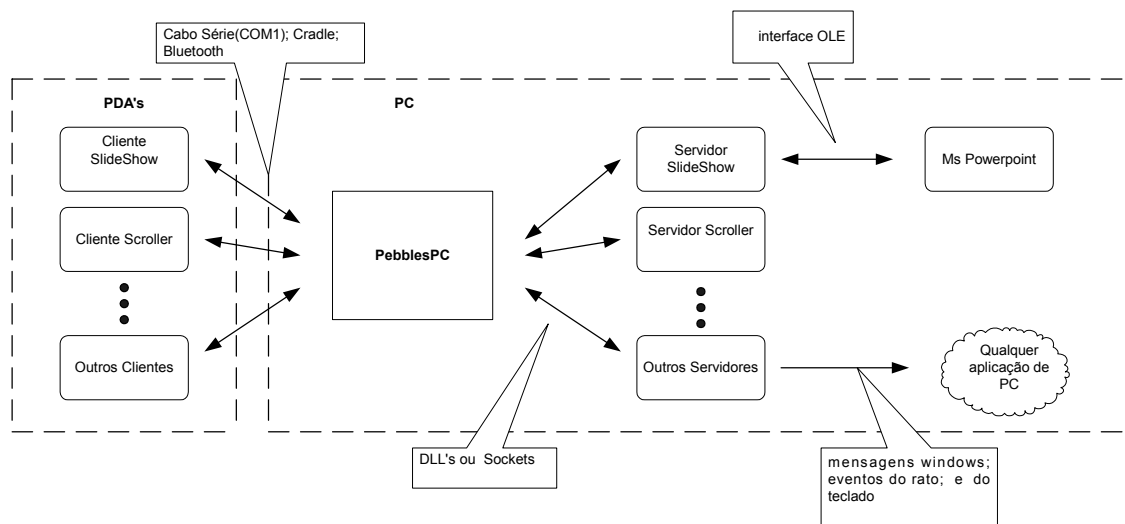 Cabo Série(COM1); Cradle;
Bluetooth
interface OLE
PDA's
PC
Cliente
SlideShow
Servidor
SlideShow
Ms Powerpoint
Cliente Scroller
PebblesPC
Servidor Scroller
Outros Clientes
Outros Servidores
Qualquer
aplicação de
PC
DLL's ou Sockets
mensagens windows;
eventos do rato; e do
teclado